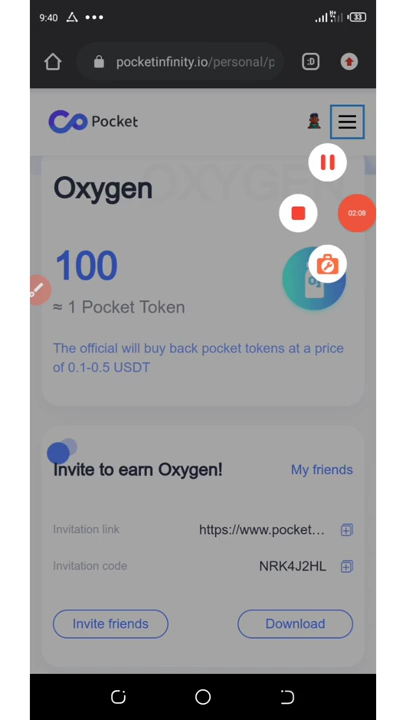 9:40
33
:D
pocketinfinity.io/personal/p
Pocket
OXYGEN
Oxygen
02:08
100
≈ 1 Pocket Token
The official will buy back pocket tokens at a price
of 0.1-0.5 USDT
Invite to earn Oxygen!
My friends
Invitation link
https://www.pocket...
Invitation code
NRK4J2HL
Invite friends
Download